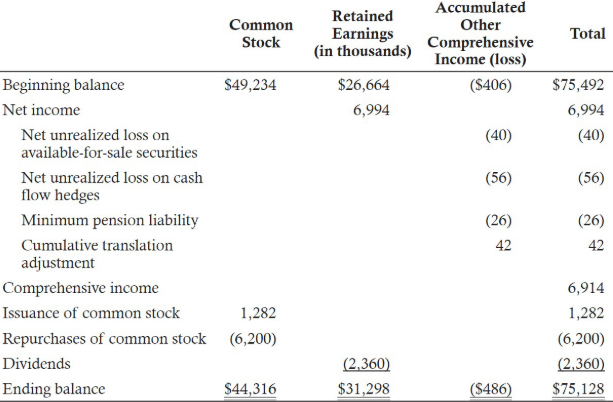 Common Stock Retained Earnings (in thousands) Accumulated Other Comprehensive Income (loss) Total
Beginning balance $49,234 $26,664 ($406) $75,492
Net income 6,994 6,994
Net unrealized loss on available-for-sale securities (40) (40)
Net unrealized loss on cash flow hedges (56) (56)
Minimum pension liability (26) (26)
Cumulative translation adjustment 42 42
Comprehensive income 6,914
Issuance of common stock 1,282 1,282
Repurchases of common stock (6,200) (6,200)
Dividends (2,360) (2,360)
Ending balance $44,316 $31,298 ($486) $75,128